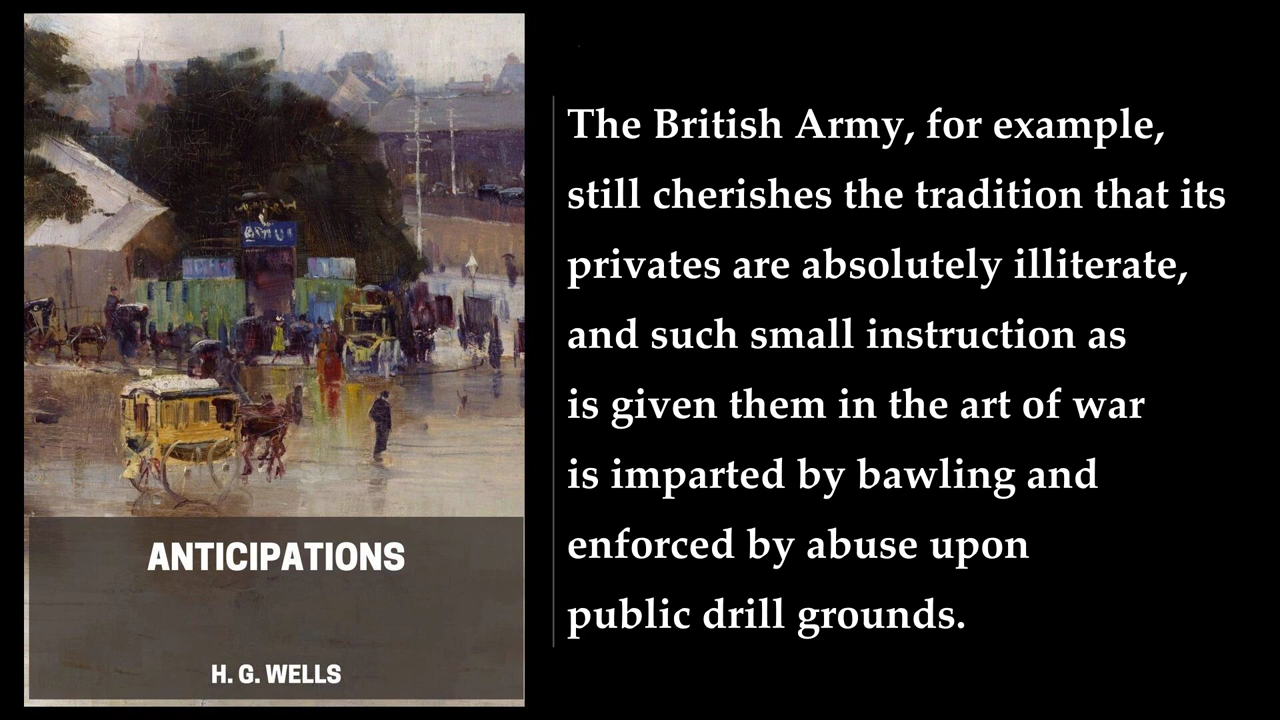 ANTICIPATIONS
H. G. WELLS
The British Army, for example,
still cherishes the tradition that its
privates are absolutely illiterate,
and such small instruction as
is given them in the art of war
is imparted by bawling and
enforced by abuse upon
public drill grounds.